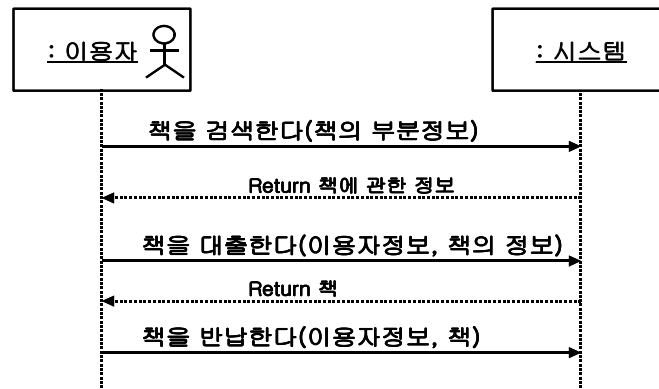 : 이용자
: 시스템
책을 검색한다(책의 부분정보)
Return 책에 관한 정보
책을 대출한다(이용자정보, 책의 정보)
Return 책
책을 반납한다(이용자정보, 책)